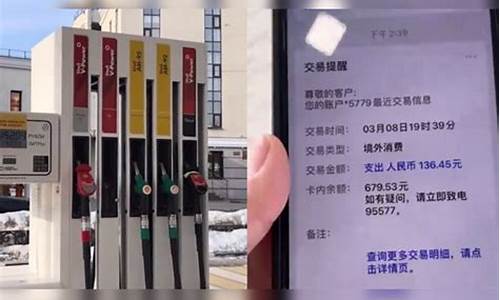 V-Power
РУБЛИ
ЛИТРЫ
下午 2:39
交易提醒
尊敬的客户:
您的账户*5779 最近交易信息
交易时间： 03月08日19时39分
交易类型： 境外消费
交易金额： 支出 人民币 136.45元
卡内余额： 679.53元
如有疑问，请立即致电
95577。
备注：
查询更多交易明细，请点
击详情页。